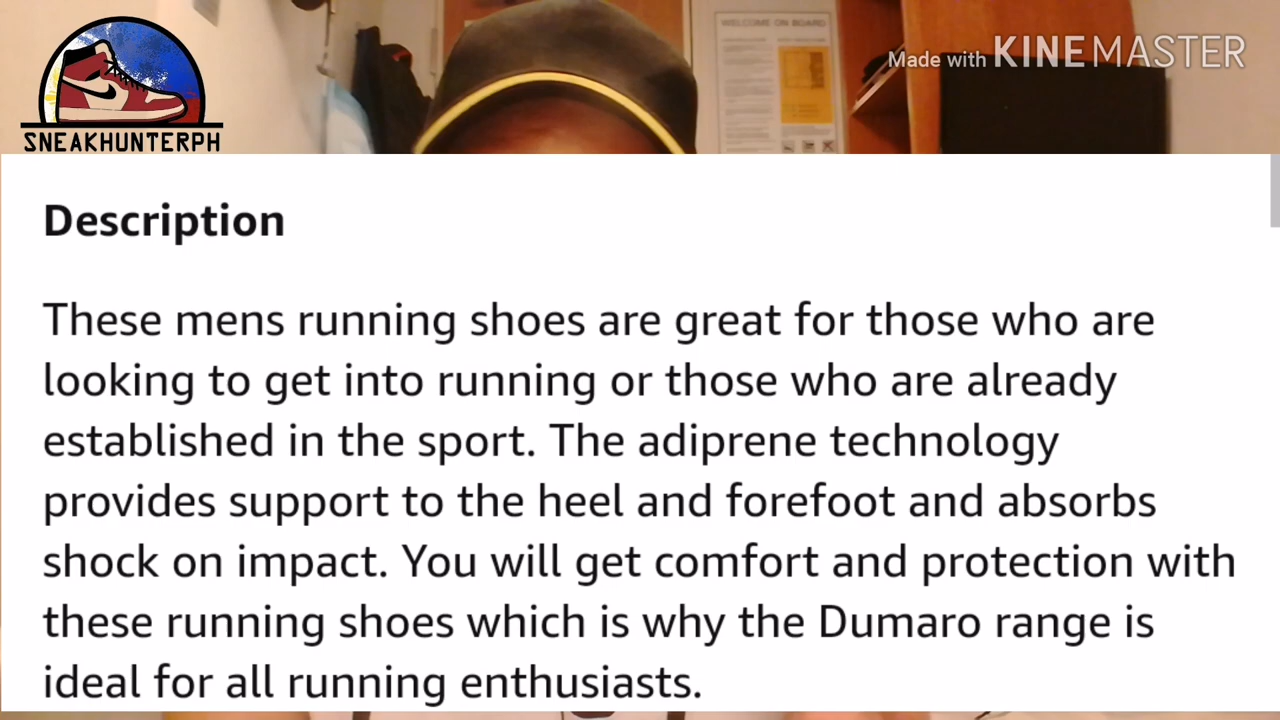 SNEAKHUNTERPH
WELCOME ON BOARD
Made with KINEMASTER
Description
These mens running shoes are great for those who are
looking to get into running or those who are already
established in the sport. The adiprene technology
provides support to the heel and forefoot and absorbs
shock on impact. You will get comfort and protection with
these running shoes which is why the Dumaro range is
ideal for all running enthusiasts.